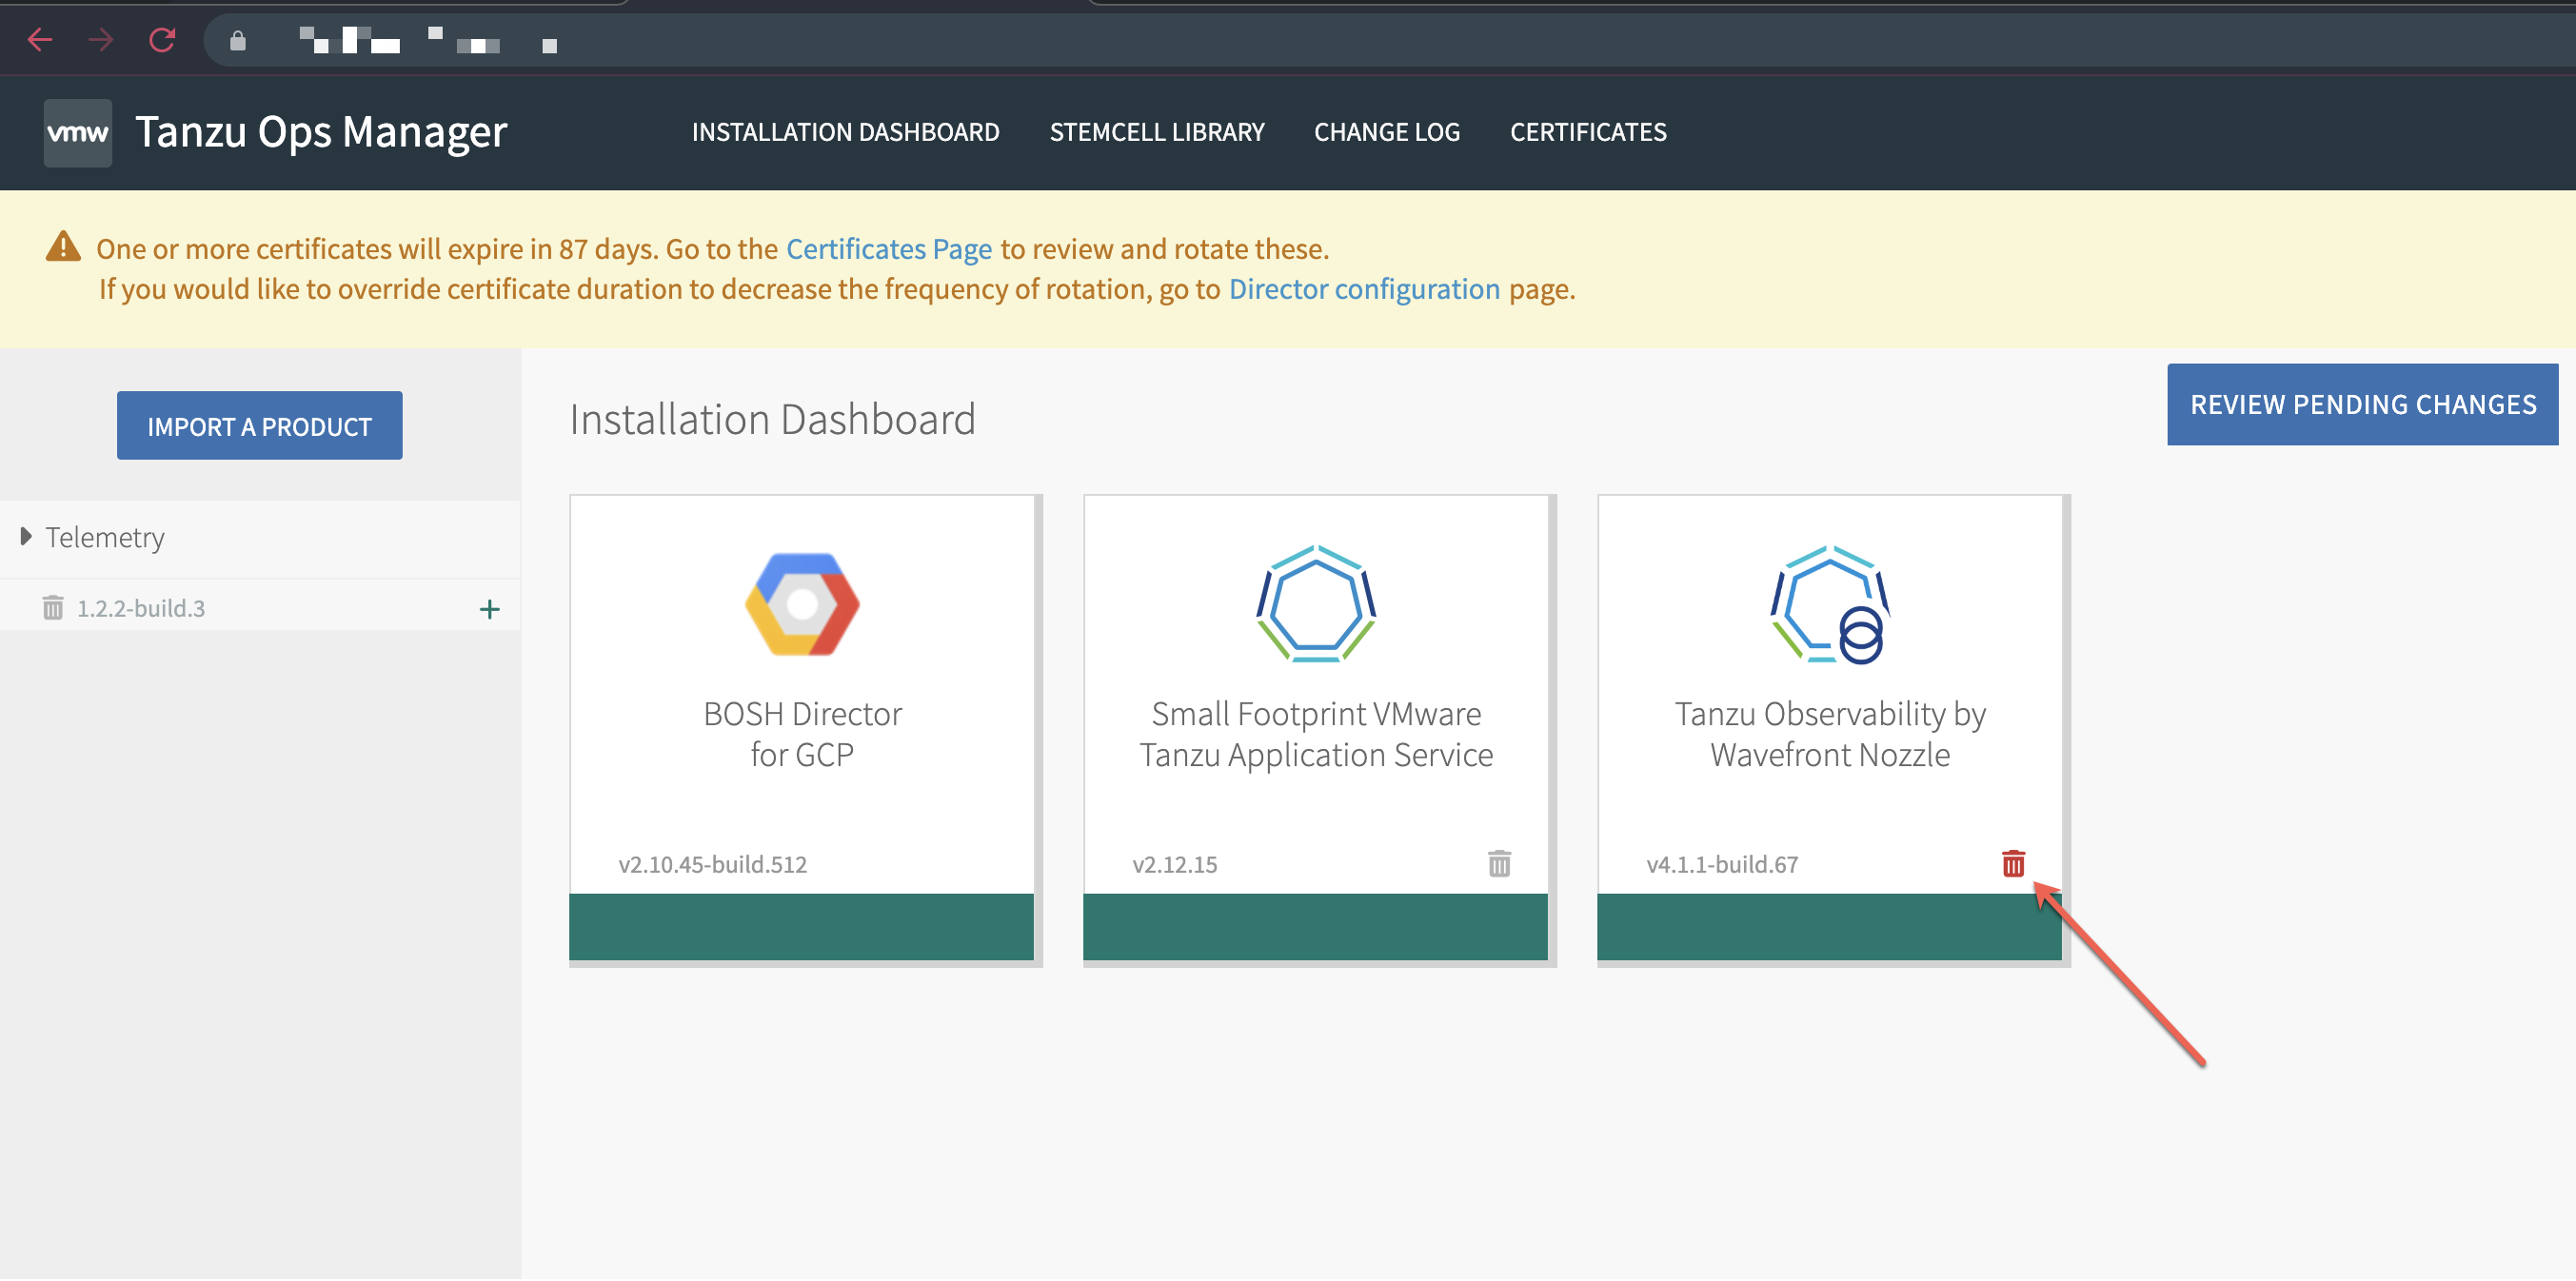 vmw Tanzu Ops Manager INSTALLATION DASHBOARD STEMCELL LIBRARY CHANGE LOG CERTIFICATES
One or more certificates will expire in 87 days. Go to the Certificates Page to review and rotate these.
If you would like to override certificate duration to decrease the frequency of rotation, go to Director configuration page.
IMPORT A PRODUCT
Telemetry
1.2.2-build.3 +
Installation Dashboard
REVIEW PENDING CHANGES
BOSH Director
for GCP
v2.10.45-build.512
Small Footprint VMware
Tanzu Application Service
v2.12.15
Tanzu Observability by
Wavefront Nozzle
v4.1.1-build.67